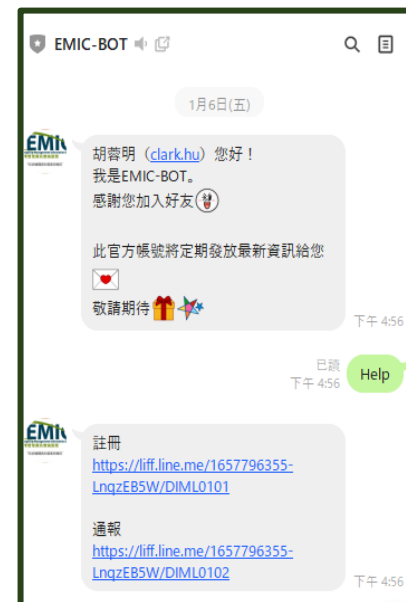 EMIC-BOT
1月6日(五)
EMIC
胡蓉明（clark.hu）您好！
我是EMIC-BOT。
感謝您加入好友
此官方帳號將定期發放最新資訊給您
敬請期待
下午 4:56
已讀
下午 4:56
Help
EMIC
註冊
https://liff.line.me/1657796355-
LnqzEB5W/DIML0101
通報
https://liff.line.me/1657796355-
LnqzEB5W/DIML0102
下午 4:56